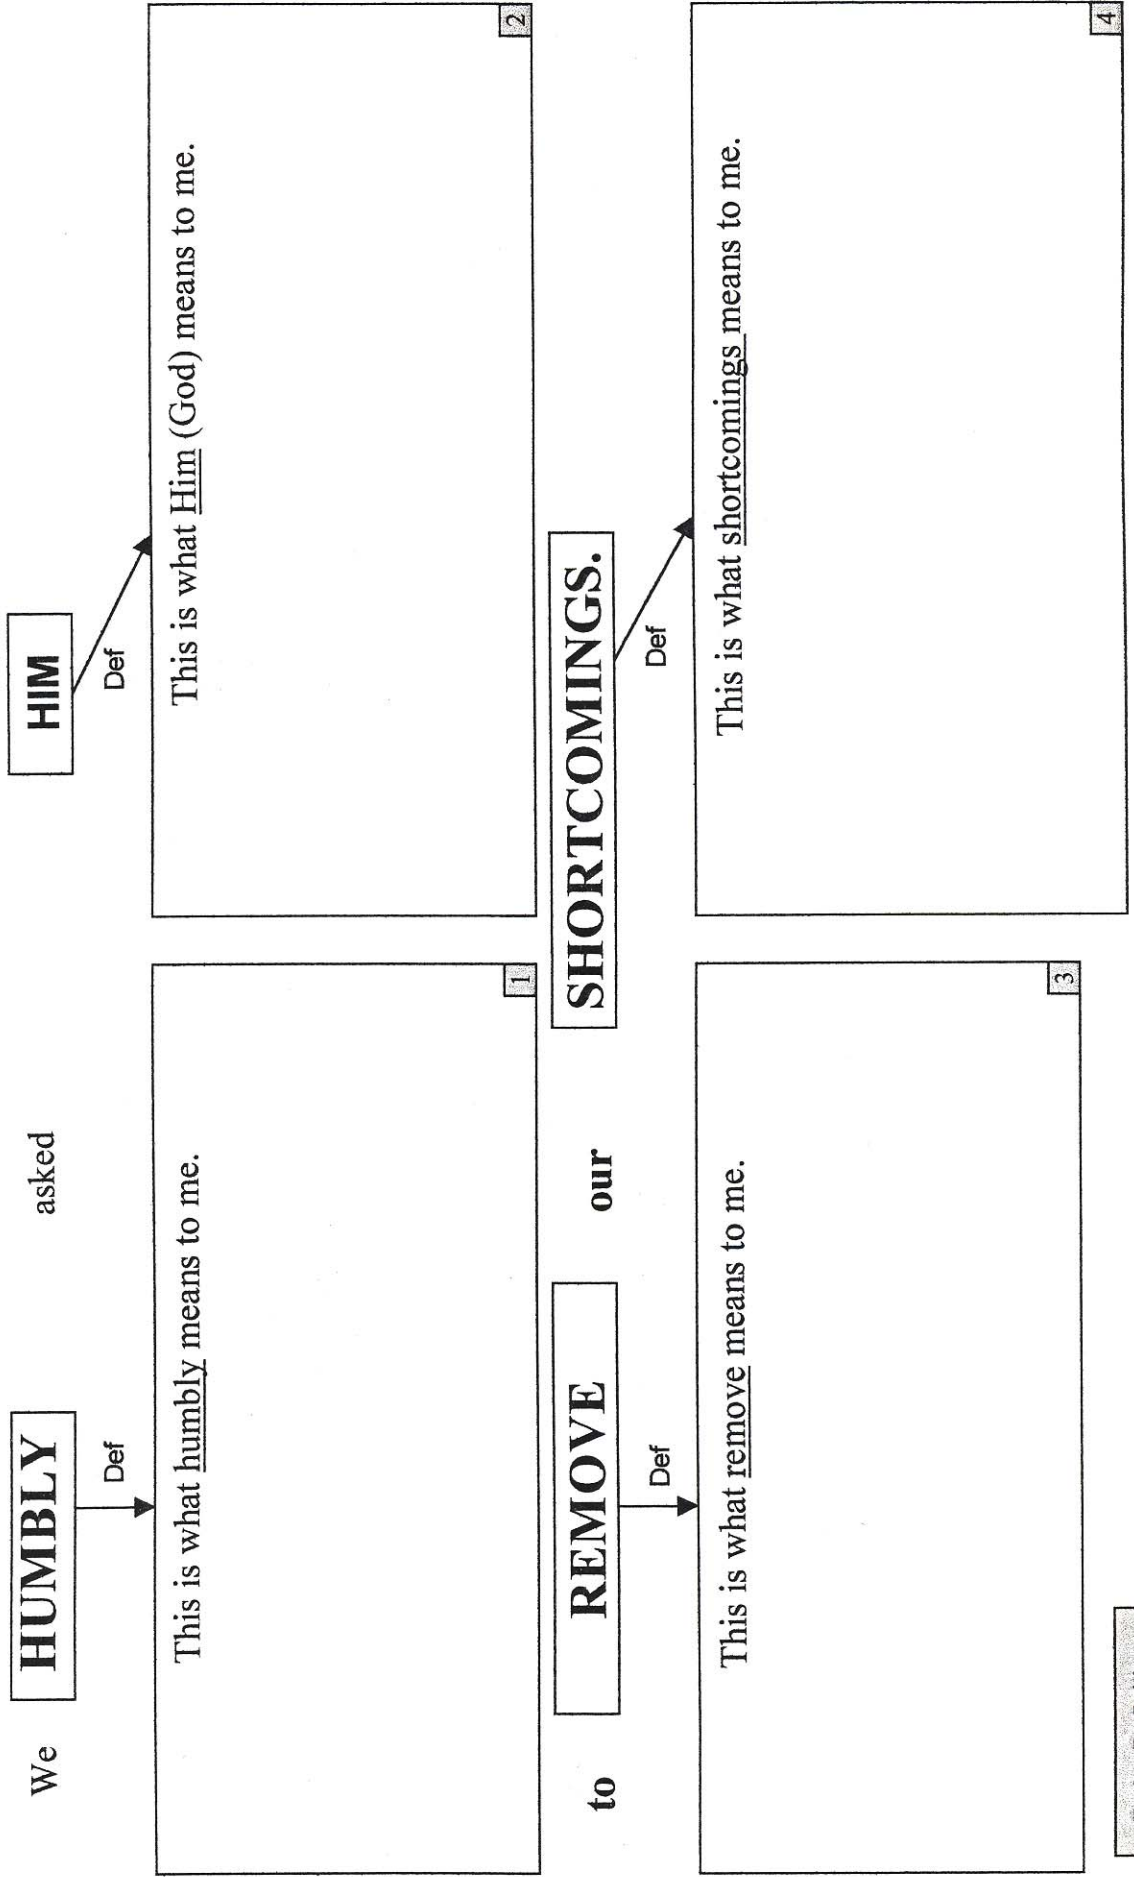 We HUMBLY asked HIM
Def Def
This is what humbly means to me. This is what Him (God) means to me.
1 2
to REMOVE our SHORTCOMINGS.
Def Def
This is what remove means to me. This is what shortcomings means to me.
3 4